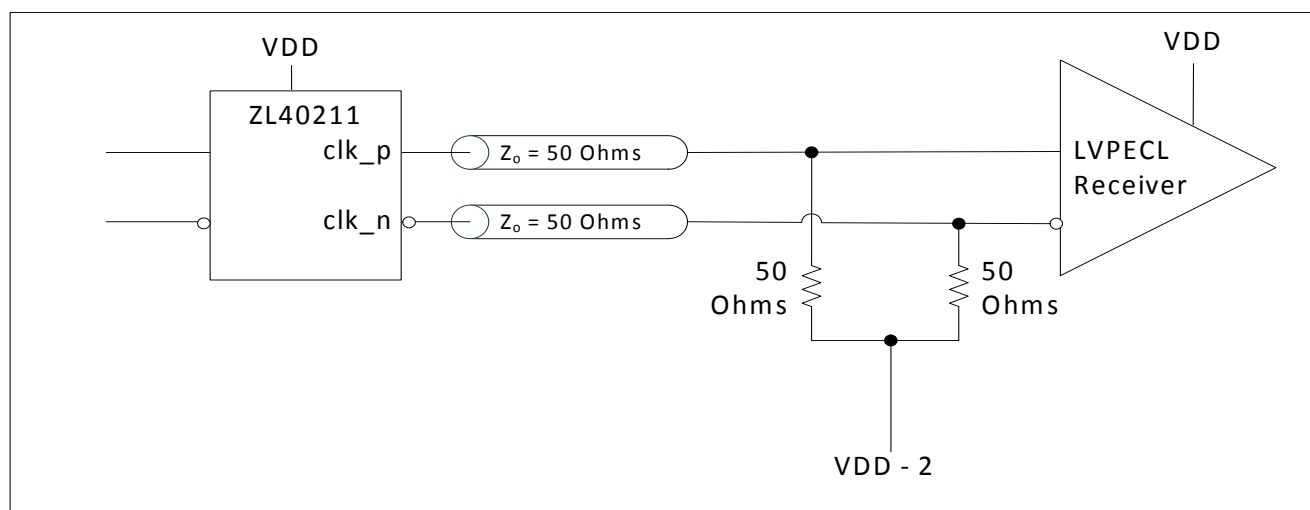 VDD
VDD
ZL40211
clk_p
Zₒ = 50 Ohms
LVPECL
Receiver
clk_n
Zₒ = 50 Ohms
50
Ohms
50
Ohms
VDD - 2